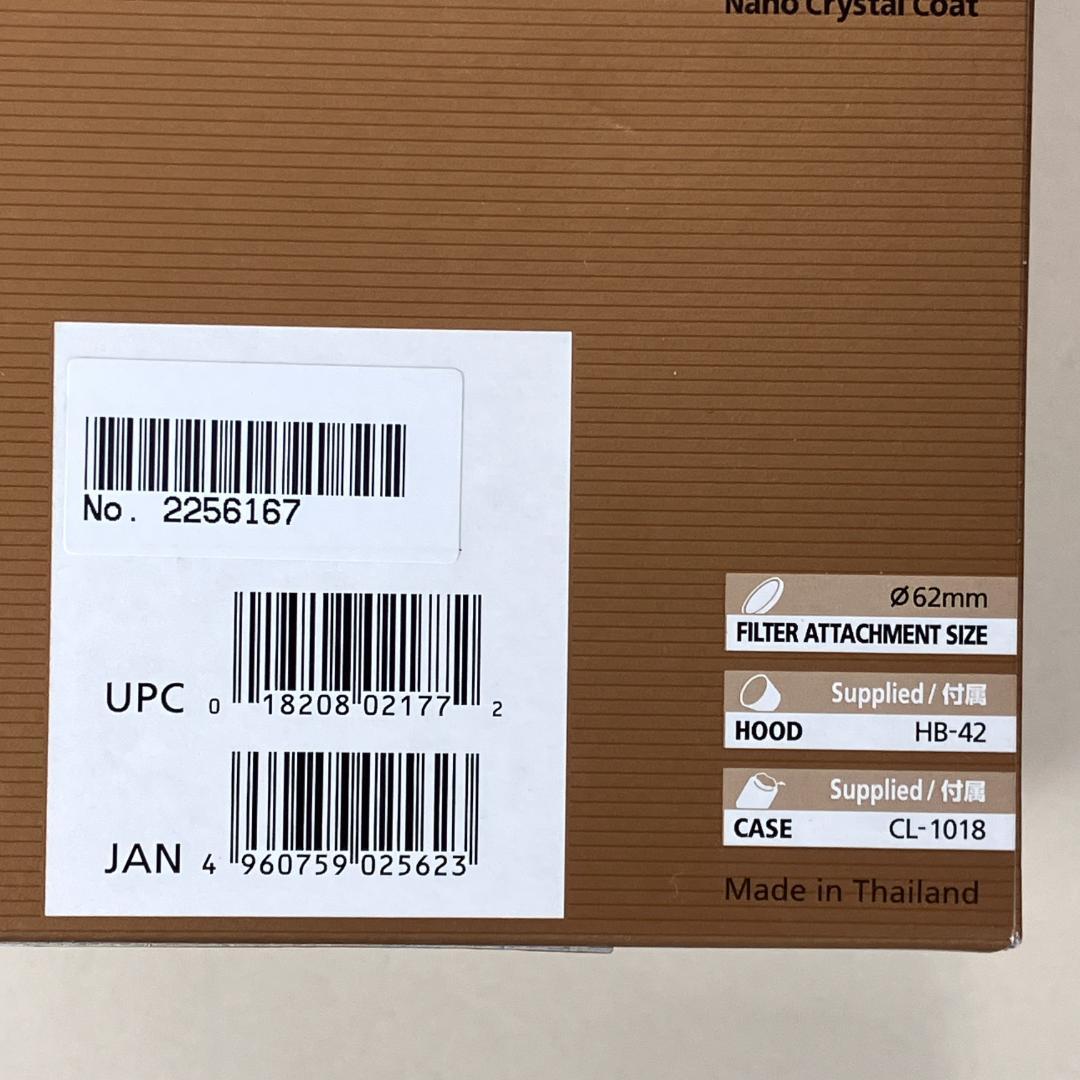 Nano Crystal Coat
No. 2256167
UPC 0 18208 02177 2
JAN 4 960759 025623
Ø62mm
FILTER ATTACHMENT SIZE
Supplied / 付属
HOOD HB-42
Supplied / 付属
CASE CL-1018
Made in Thailand